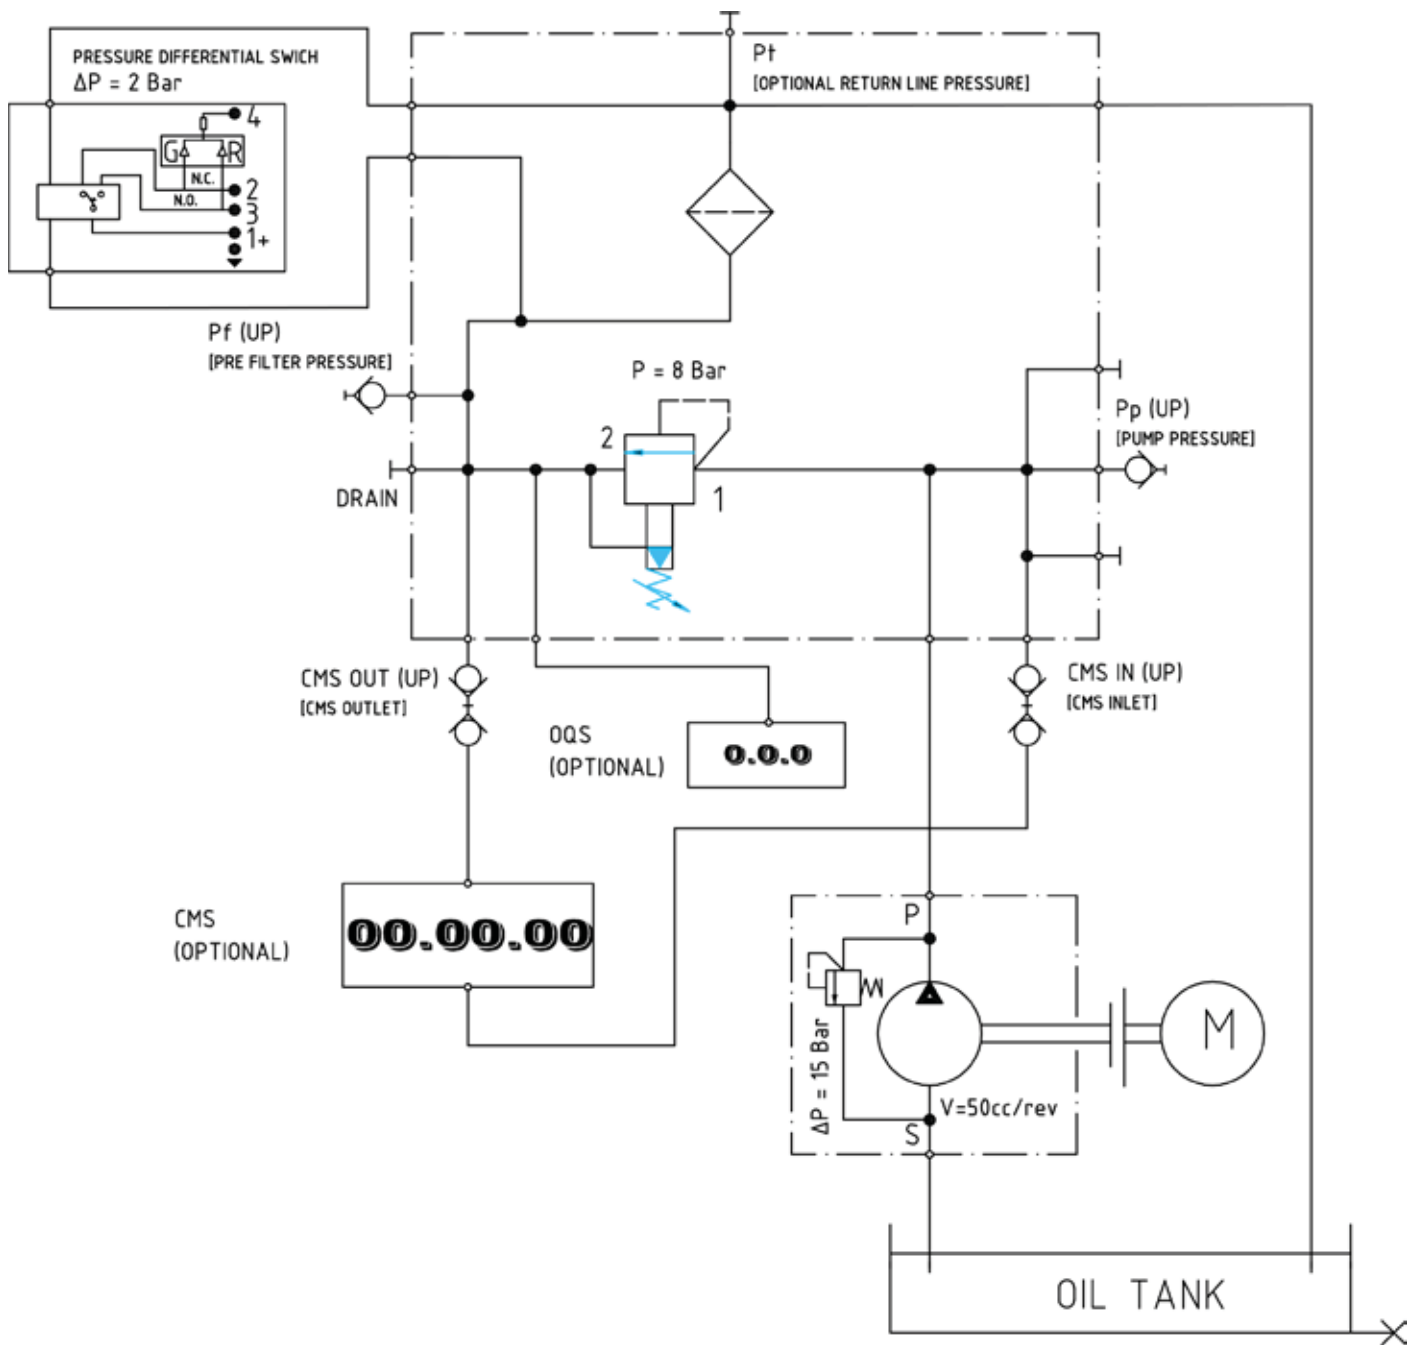 PRESSURE DIFFERENTIAL SWICH
ΔP = 2 Bar
4
G R
N.C.
2
N.O.
3
1+
Pt
[OPTIONAL RETURN LINE PRESSURE]
Pf (UP)
[PRE FILTER PRESSURE]
P = 8 Bar
2
1
Pp (UP)
[PUMP PRESSURE]
DRAIN
CMS OUT (UP)
[CMS OUTLET]
CMS IN (UP)
[CMS INLET]
OQS
(OPTIONAL)
0.0.0
CMS
(OPTIONAL)
00.00.00
P
ΔP = 15 Bar
M
V=50cc/rev
S
OIL TANK